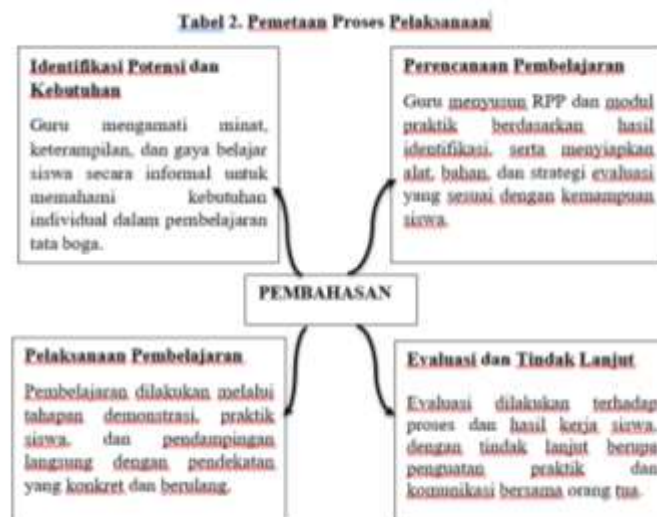 Tabel 2. Pemetaan Proses Pelaksanaan
Identifikasi Potensi dan
Kebutuhan
Guru mengamati minat,
keterampilan, dan gaya belajar
siswa secara informal untuk
memahami kebutuhan
individual dalam pembelajaran
tata boga.
Perencanaan Pembelajaran
Guru menyusun RPP dan modul
praktik berdasarkan hasil
identifikasi, serta menyiapkan
alat, bahan, dan strategi evaluasi
yang sesuai dengan kemampuan
siswa.
PEMBAHASAN
Pelaksanaan Pembelajaran
Pembelajaran dilakukan melalui
tahapan demonstrasi, praktik
siswa, dan pendampingan
langsung dengan pendekatan
yang konkret dan berulang.
Evaluasi dan Tindak Lanjut
Evaluasi dilakukan terhadap
proses dan hasil kerja siswa,
dengan tindak lanjut berupa
penguatan praktik dan
komunikasi bersama orang tua.